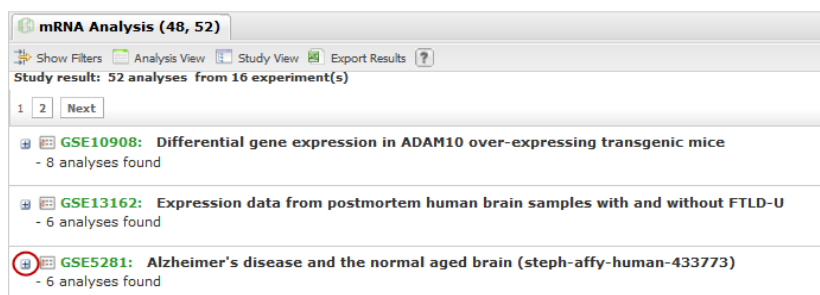 mRNA Analysis (48, 52)
Show Filters Analysis View Study View Export Results ?
Study result: 52 analyses from 16 experiment(s)
1 2 Next
GSE10908: Differential gene expression in ADAM10 over-expressing transgenic mice
- 8 analyses found
GSE13162: Expression data from postmortem human brain samples with and without FTLD-U
- 6 analyses found
GSE5281: Alzheimer's disease and the normal aged brain (steph-affy-human-433773)
- 6 analyses found